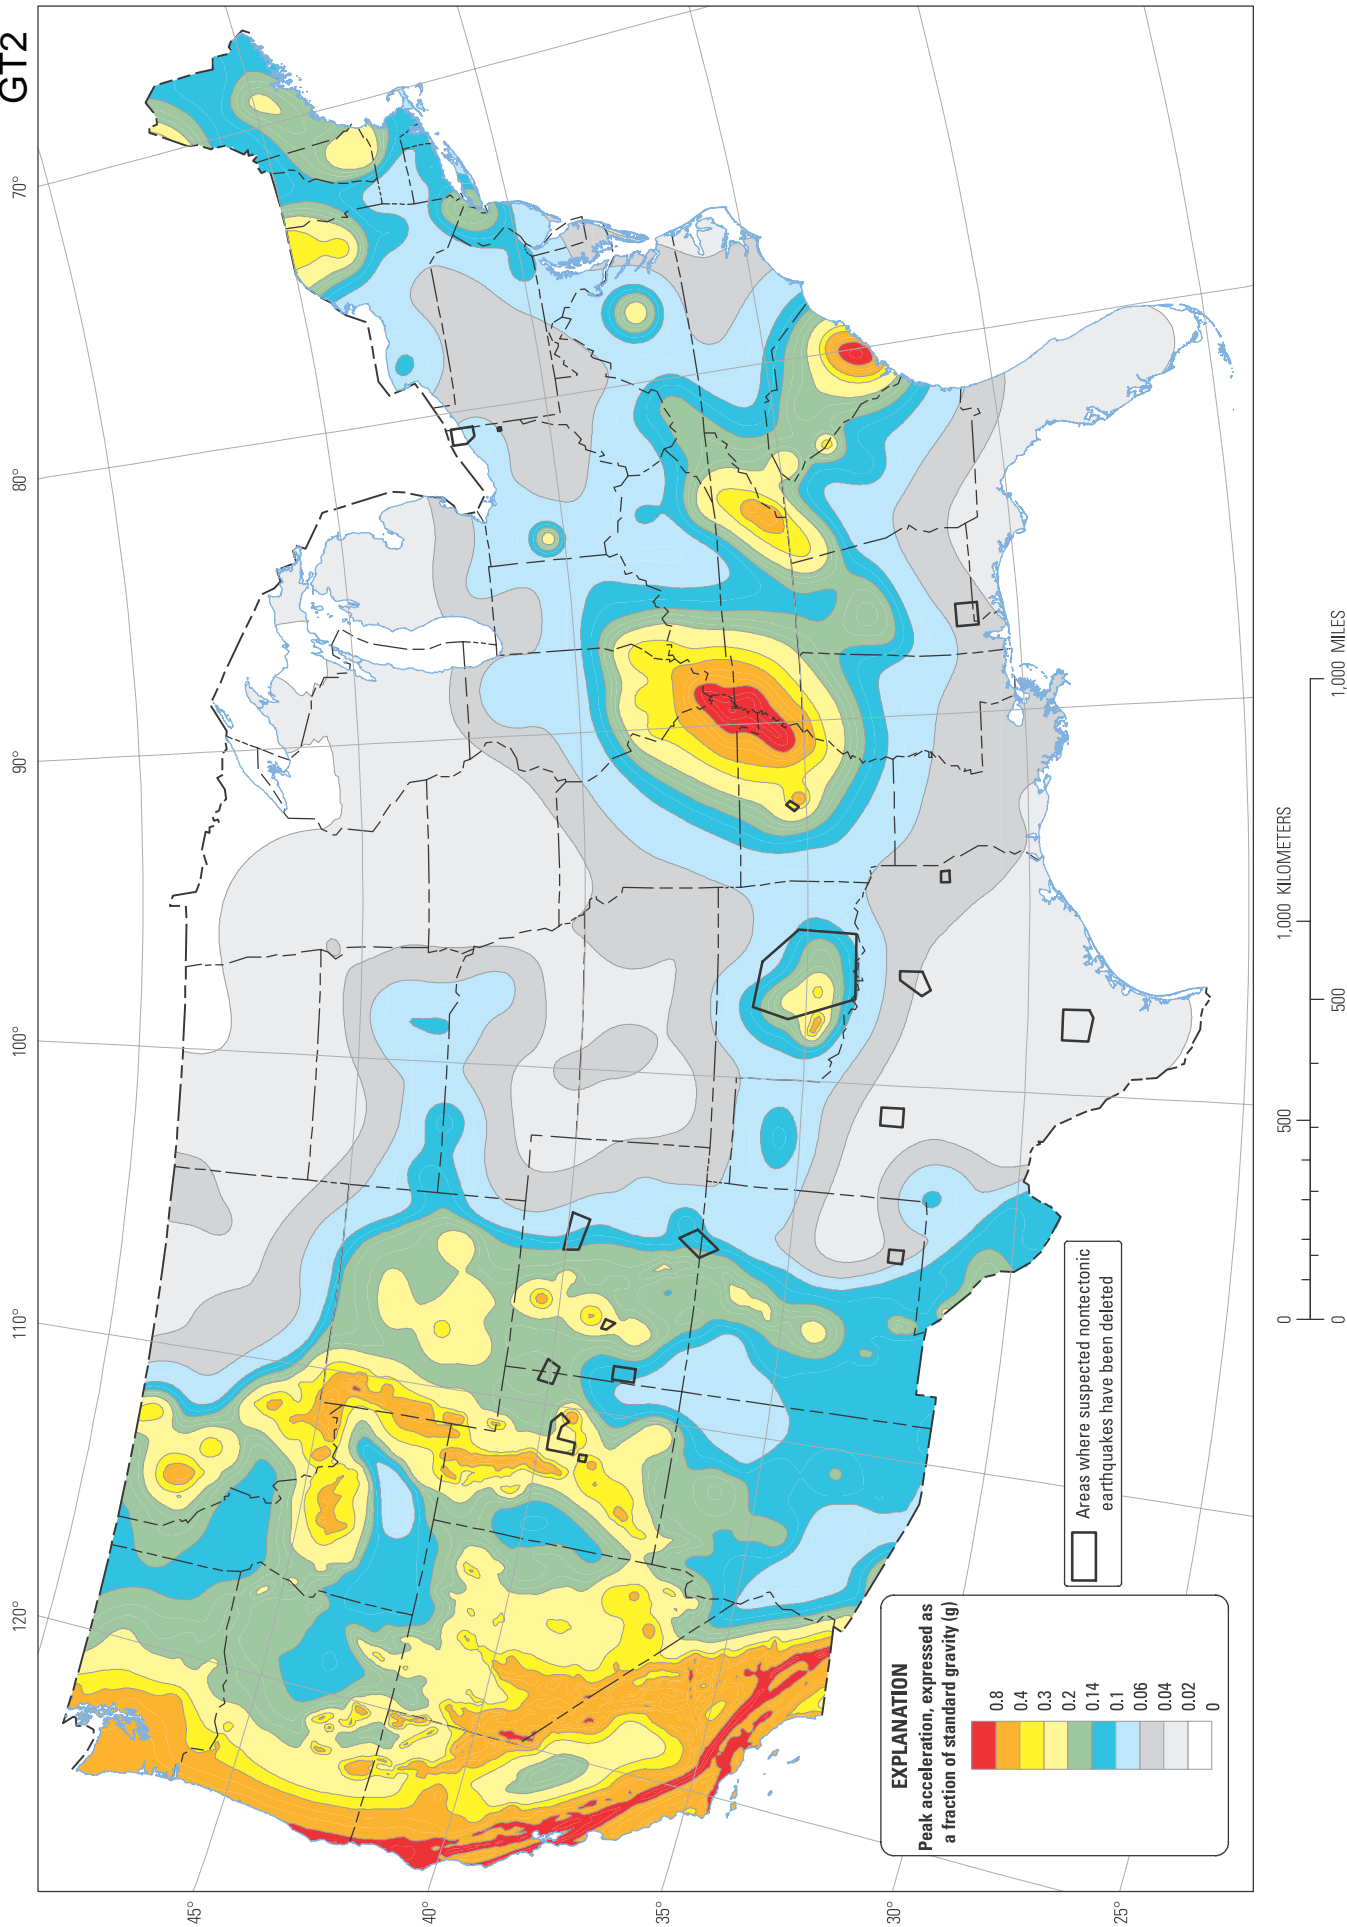 GT2
120°
110°
100°
90°
80°
70°
45°
40°
35°
30°
25°
EXPLANATION
Peak acceleration, expressed as
a fraction of standard gravity (g)
0.8
0.4
0.3
0.2
0.14
0.1
0.06
0.04
0.02
0
Areas where suspected nontectonic
earthquakes have been deleted
0 500 1,000 KILOMETERS
0 500 1,000 MILES